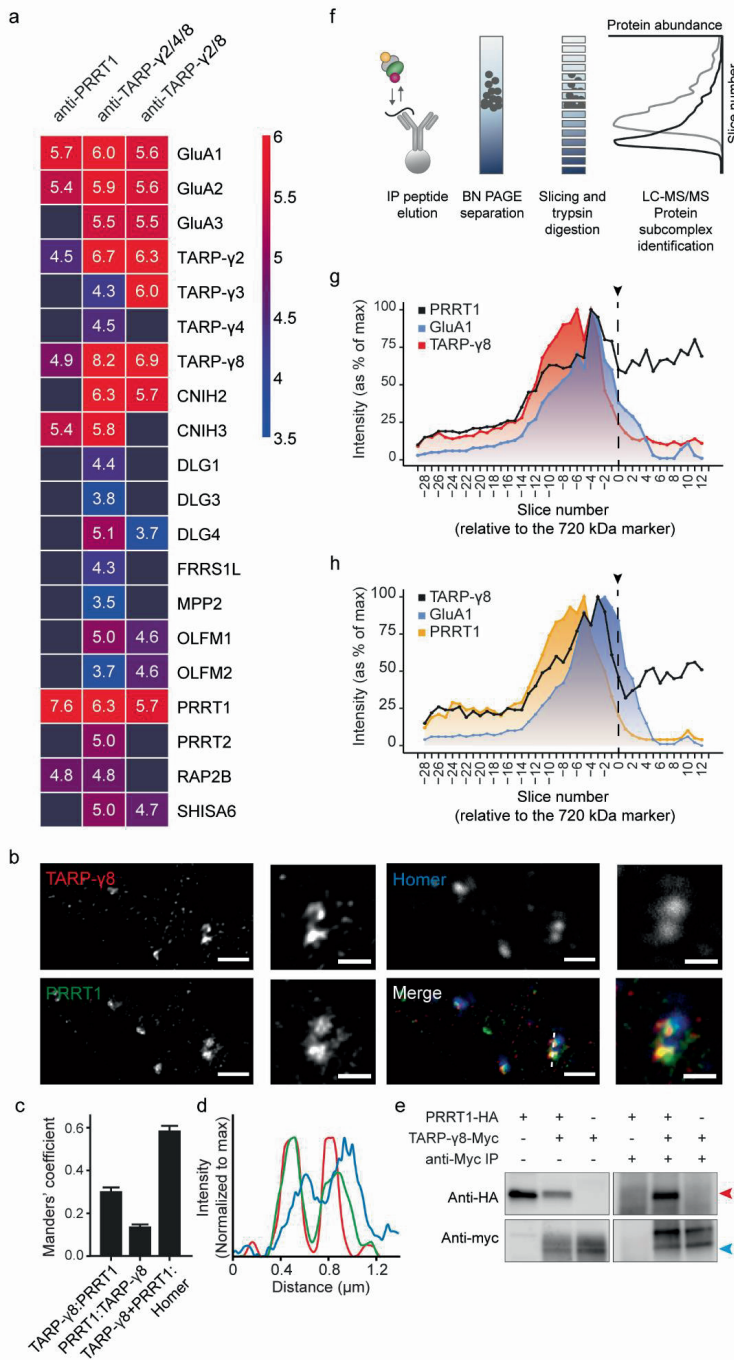 a
anti-PRRT1
anti-TARP-γ2/4/8
anti-TARP-γ2/8
5.7 6.0 5.6 GluA1
5.4 5.9 5.6 GluA2
5.5 5.5 GluA3
4.5 6.7 6.3 TARP-γ2
4.3 6.0 TARP-γ3
4.5 TARP-γ4
4.9 8.2 6.9 TARP-γ8
6.3 5.7 CNIH2
5.4 5.8 CNIH3
4.4 DLG1
3.8 DLG3
5.1 3.7 DLG4
4.3 FRRS1L
3.5 MPP2
5.0 4.6 OLFM1
3.7 4.6 OLFM2
7.6 6.3 5.7 PRRT1
5.0 PRRT2
4.8 4.8 RAP2B
5.0 4.7 SHISA6
6
5.5
5
4.5
4
3.5
f
Protein abundance
Slice number
IP peptide
elution
BN PAGE
separation
Slicing and
trypsin
digestion
LC-MS/MS
Protein
subcomplex
identification
g
PRRT1
GluA1
TARP-γ8
Intensity (as % of max)
100
75
50
25
0
−28 −26 −24 −22 −20 −18 −16 −14 −12 −10 −8 −6 −4 −2 0 2 4 6 8 10 12
Slice number
(relative to the 720 kDa marker)
h
TARP-γ8
GluA1
PRRT1
Intensity (as % of max)
100
75
50
25
0
−28 −26 −24 −22 −20 −18 −16 −14 −12 −10 −8 −6 −4 −2 0 2 4 6 8 10 12
Slice number
(relative to the 720 kDa marker)
b
TARP-γ8
Homer
PRRT1
Merge
c
Manders' coefficient
0.6
0.4
0.2
0.0
TARP-γ8:PRRT1
PRRT1:TARP-γ8
TARP-γ8+PRRT1:
Homer
d
Intensity
(Normalized to max)
0 0.4 0.8 1.2
Distance (µm)
e
PRRT1-HA + + - + + -
TARP-γ8-Myc - + + - + +
anti-Myc IP - - - + + +
Anti-HA
Anti-myc